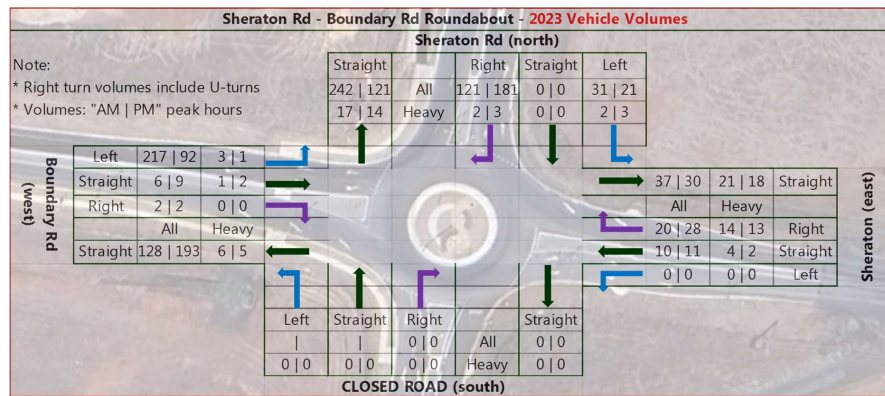 Sheraton Rd - Boundary Rd Roundabout - 2023 Vehicle Volumes
Sheraton Rd (north)
Note:
* Right turn volumes include U-turns
* Volumes: "AM | PM" peak hours
Straight Right Straight Left
242 | 121 All 121 | 181 0 | 0 31 | 21
17 | 14 Heavy 2 | 3 0 | 0 2 | 3
Boundary Rd
(west)
Left 217 | 92 3 | 1
Straight 6 | 9 1 | 2
Right 2 | 2 0 | 0
All Heavy
Straight 128 | 193 6 | 5
37 | 30 21 | 18 Straight
All Heavy
20 | 28 14 | 13 Right
10 | 11 4 | 2 Straight
0 | 0 0 | 0 Left
Sheraton (east)
Left Straight Right Straight
| | 0 | 0 All 0 | 0
0 | 0 0 | 0 0 | 0 Heavy 0 | 0
CLOSED ROAD (south)